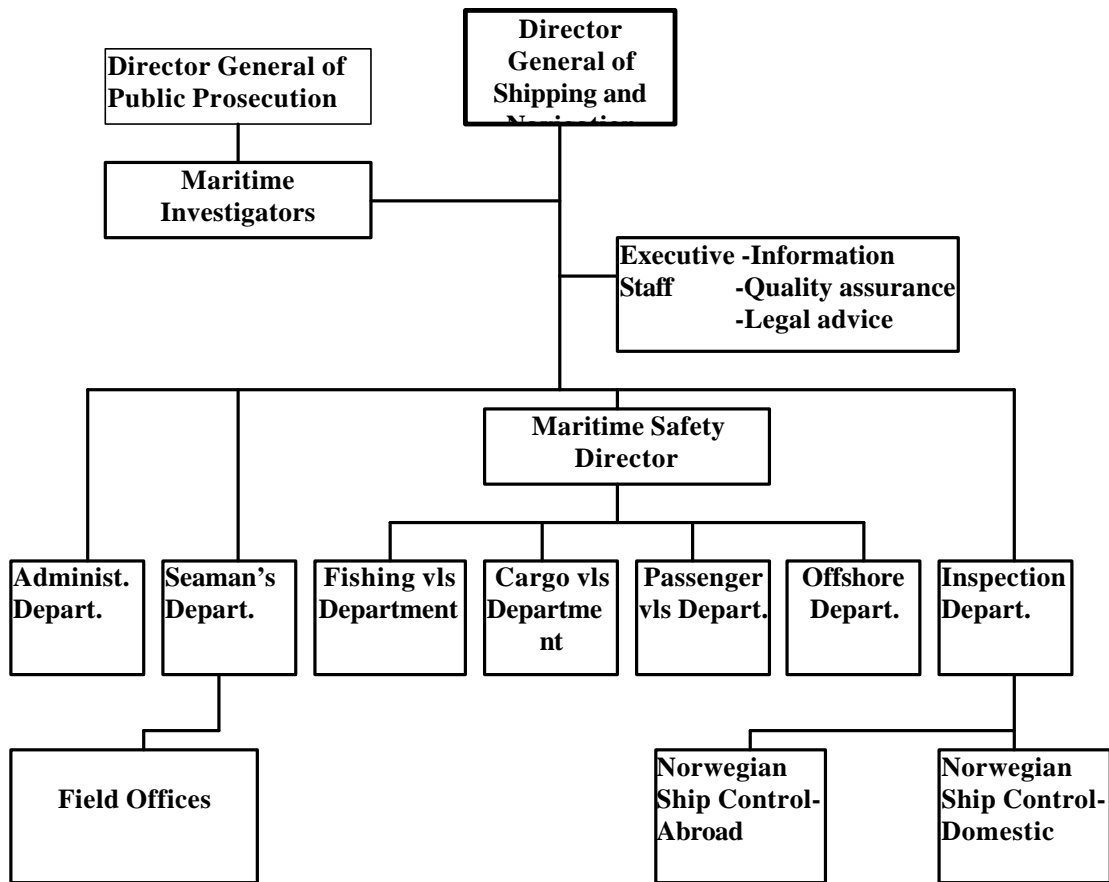 Director
General of
Shipping and
Navigation
Director General of
Public Prosecution
Maritime
Investigators
Executive -Information
Staff -Quality assurance
-Legal advice
Maritime Safety
Director
Administ.
Depart.
Seaman's
Depart.
Fishing vls
Department
Cargo vls
Departme
nt
Passenger
vls Depart.
Offshore
Depart.
Inspection
Depart.
Field Offices
Norwegian
Ship Control-
Abroad
Norwegian
Ship Control-
Domestic